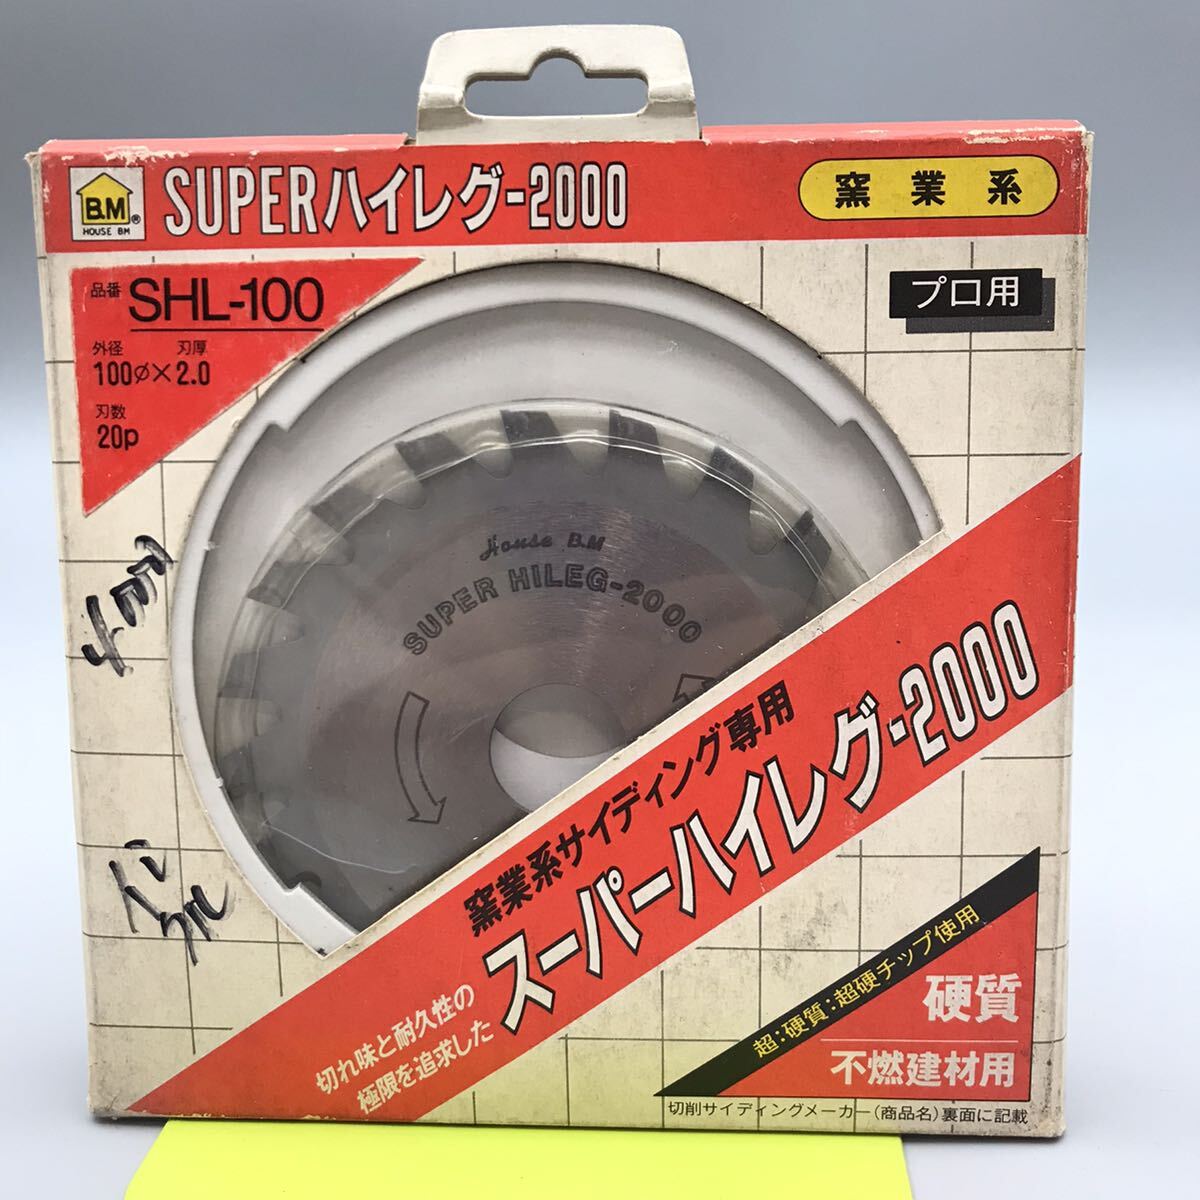 B.M®
HOUSE BM
SUPERハイレグ-2000
窯業系
品番 SHL-100
プロ用
外径 刃厚
100φ×2.0
刃数
20p
House B.M
SUPER HILEG-2000
窯業系サイディング専用
スーパーハイレグ-2000
切れ味と耐久性の
極限を追求した
超:硬質:超硬チップ使用
硬質
不燃建材用
切削サイディングメーカー(商品名)裏面に記載